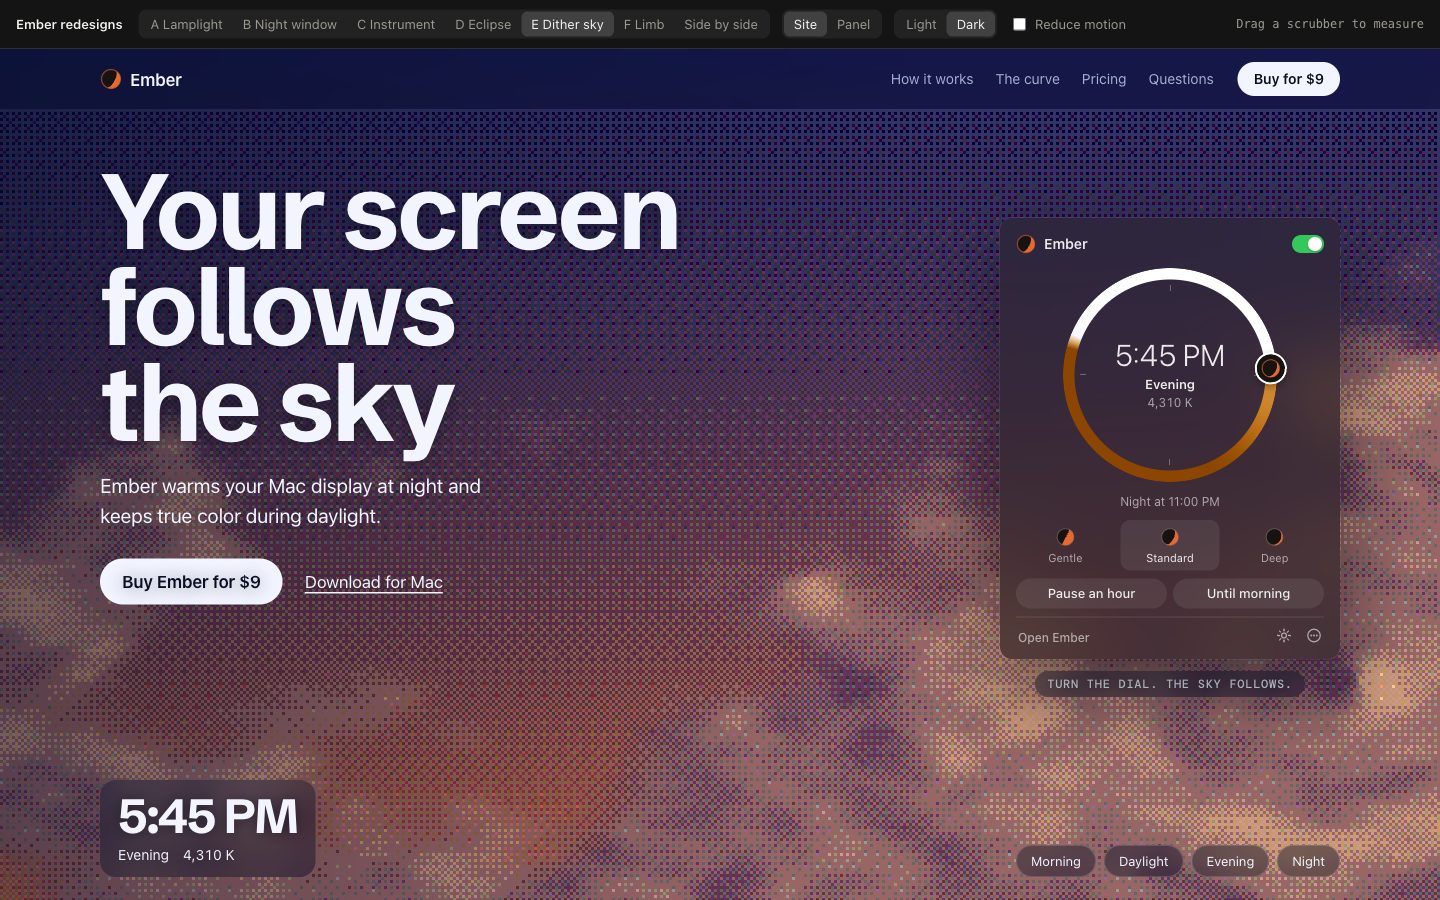 Ember redesigns A Lamplight B Night window C Instrument D Eclipse E Dither sky F Limb Side by side Site Panel Light Dark Reduce motion Drag a scrubber to measure
Ember How it works The curve Pricing Questions Buy for $9
Your screen
follows
the sky
Ember warms your Mac display at night and
keeps true color during daylight.
Buy Ember for $9 Download for Mac
Ember
5:45 PM
Evening
4,310 K
Night at 11:00 PM
Gentle Standard Deep
Pause an hour Until morning
Open Ember
TURN THE DIAL. THE SKY FOLLOWS.
5:45 PM
Evening 4,310 K
Morning Daylight Evening Night